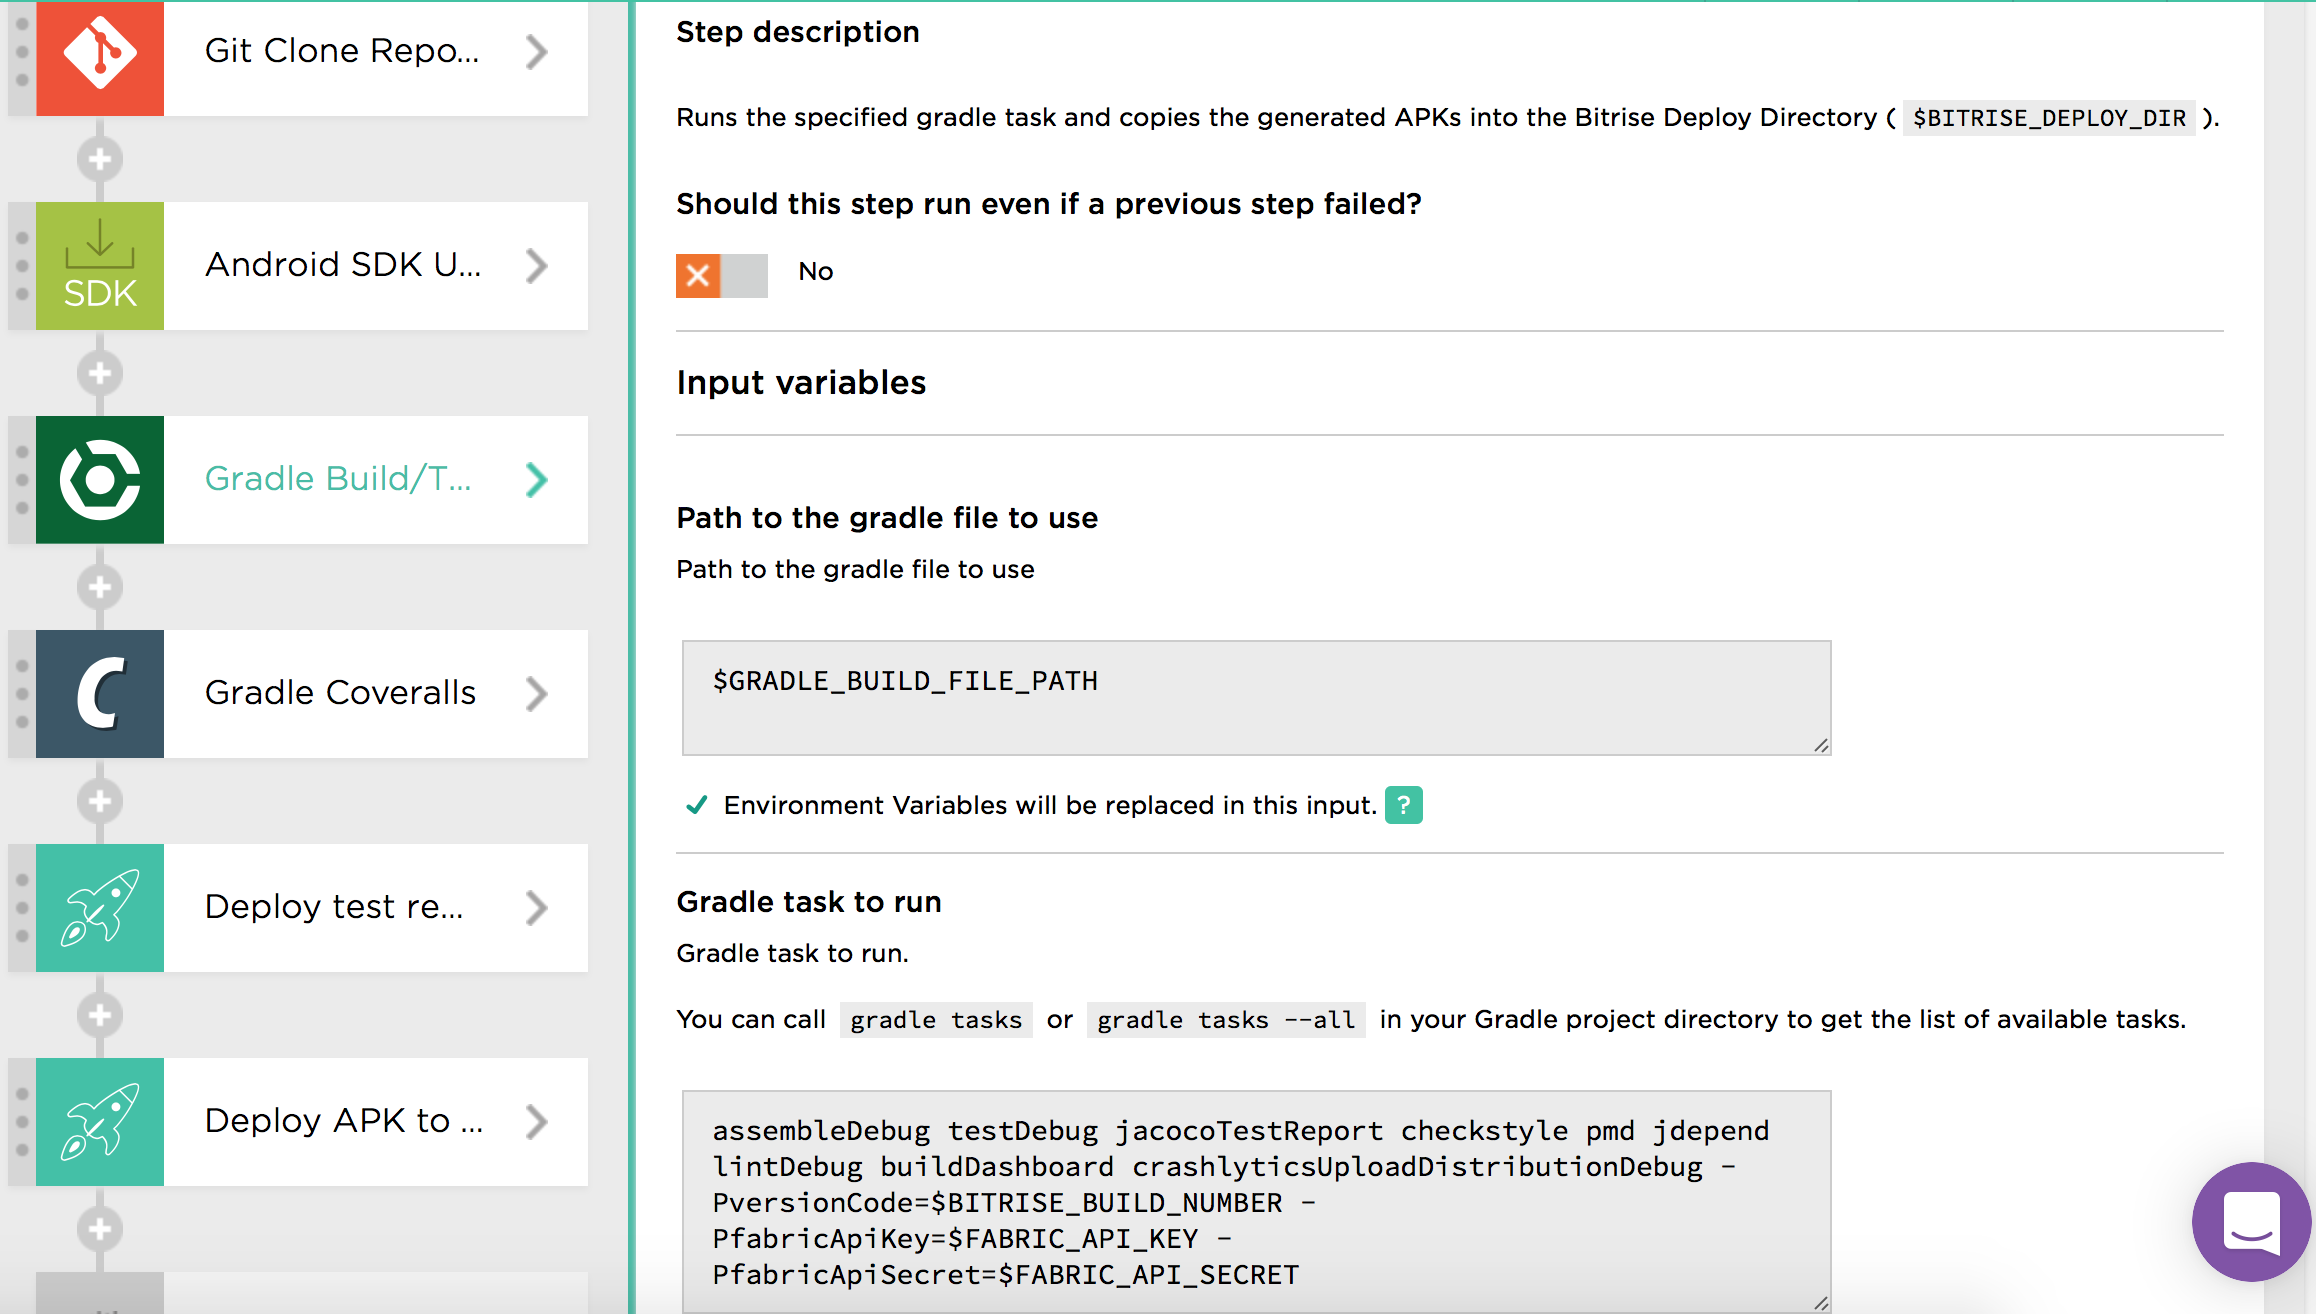 Git Clone Repo...
SDK
Android SDK U...
Gradle Build/T...
C
Gradle Coveralls
Deploy test re...
Deploy APK to ...
Step description
Runs the specified gradle task and copies the generated APKs into the Bitrise Deploy Directory ( $BITRISE_DEPLOY_DIR ).
Should this step run even if a previous step failed?
No
Input variables
Path to the gradle file to use
Path to the gradle file to use
$GRADLE_BUILD_FILE_PATH
Environment Variables will be replaced in this input. ?
Gradle task to run
Gradle task to run.
You can call gradle tasks or gradle tasks --all in your Gradle project directory to get the list of available tasks.
assembleDebug testDebug jacocoTestReport checkstyle pmd jdepend
lintDebug buildDashboard crashlyticsUploadDistributionDebug -
PversionCode=$BITRISE_BUILD_NUMBER -
PfabricApiKey=$FABRIC_API_KEY -
PfabricApiSecret=$FABRIC_API_SECRET